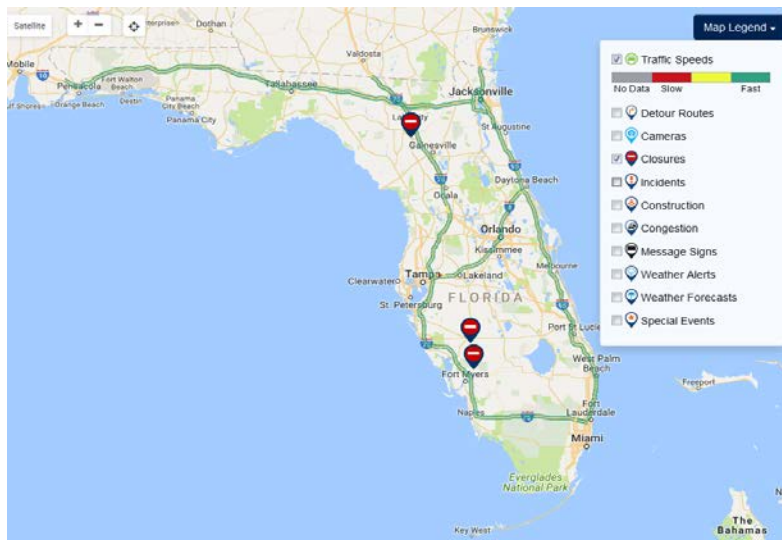 Satellite
+
−
Map Legend
Traffic Speeds
No Data Slow Fast
Detour Routes
Cameras
Closures
Incidents
Construction
Congestion
Message Signs
Weather Alerts
Weather Forecasts
Special Events
Dothan
Brunswick
Valdosta
Mobile
Pensacola
Fort Walton Beach
Orange Beach
Destin
Panama City
Panama City Beach
Tallahassee
Jacksonville
St Augustine
Gainesville
Ocala
Daytona Beach
Orlando
Kissimmee
Melbourne
Tampa
Lakeland
Clearwater
St. Petersburg
FLORIDA
Port St Lucie
Fort Myers
West Palm Beach
Freeport
Naples
Fort Lauderdale
Miami
Everglades National Park
Key West
The Bahamas